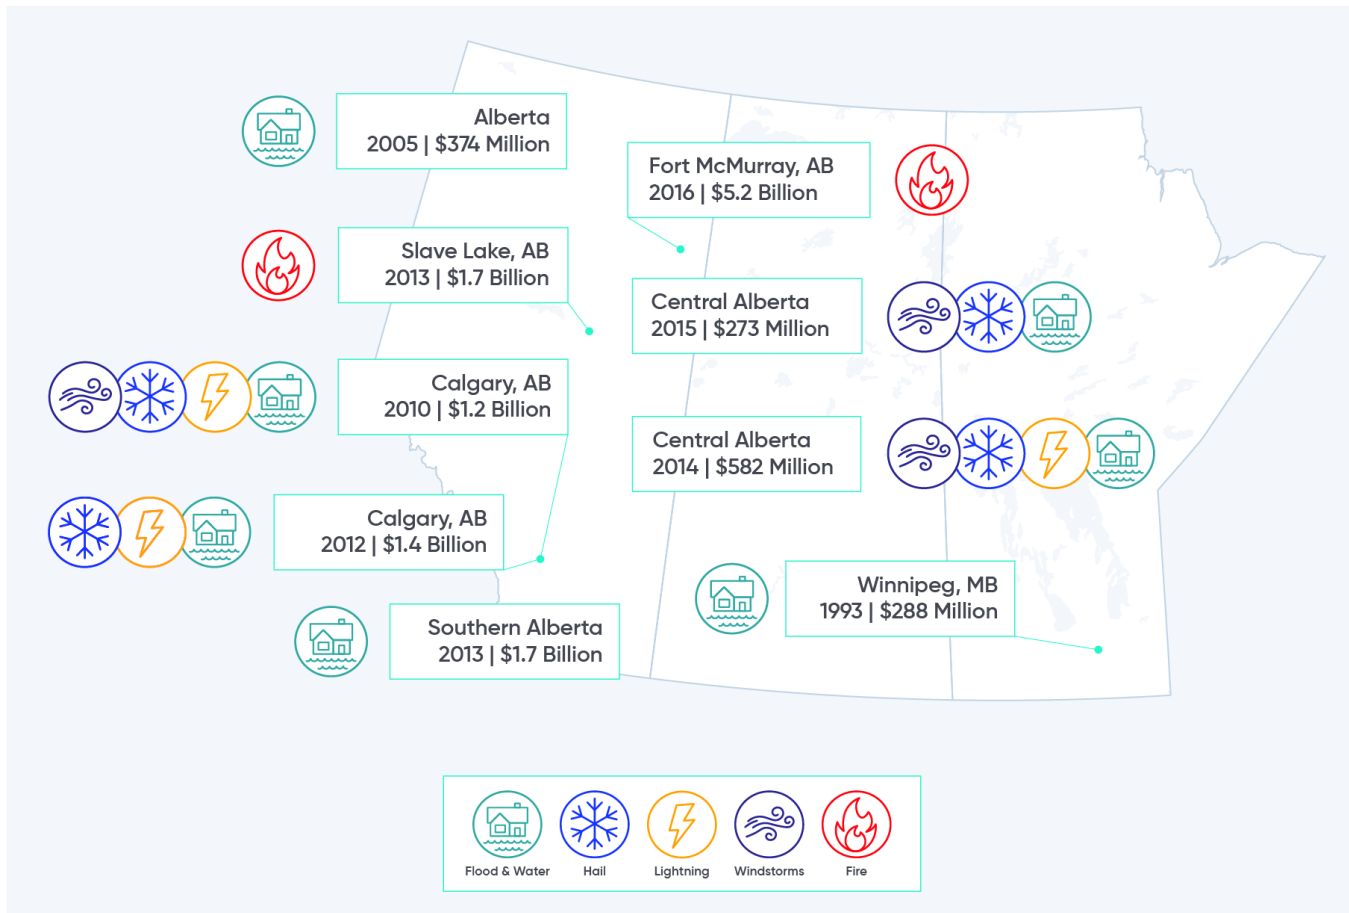 Alberta
2005 | $374 Million
Fort McMurray, AB
2016 | $5.2 Billion
Slave Lake, AB
2013 | $1.7 Billion
Central Alberta
2015 | $273 Million
Calgary, AB
2010 | $1.2 Billion
Central Alberta
2014 | $582 Million
Calgary, AB
2012 | $1.4 Billion
Winnipeg, MB
1993 | $288 Million
Southern Alberta
2013 | $1.7 Billion
Flood & Water
Hail
Lightning
Windstorms
Fire